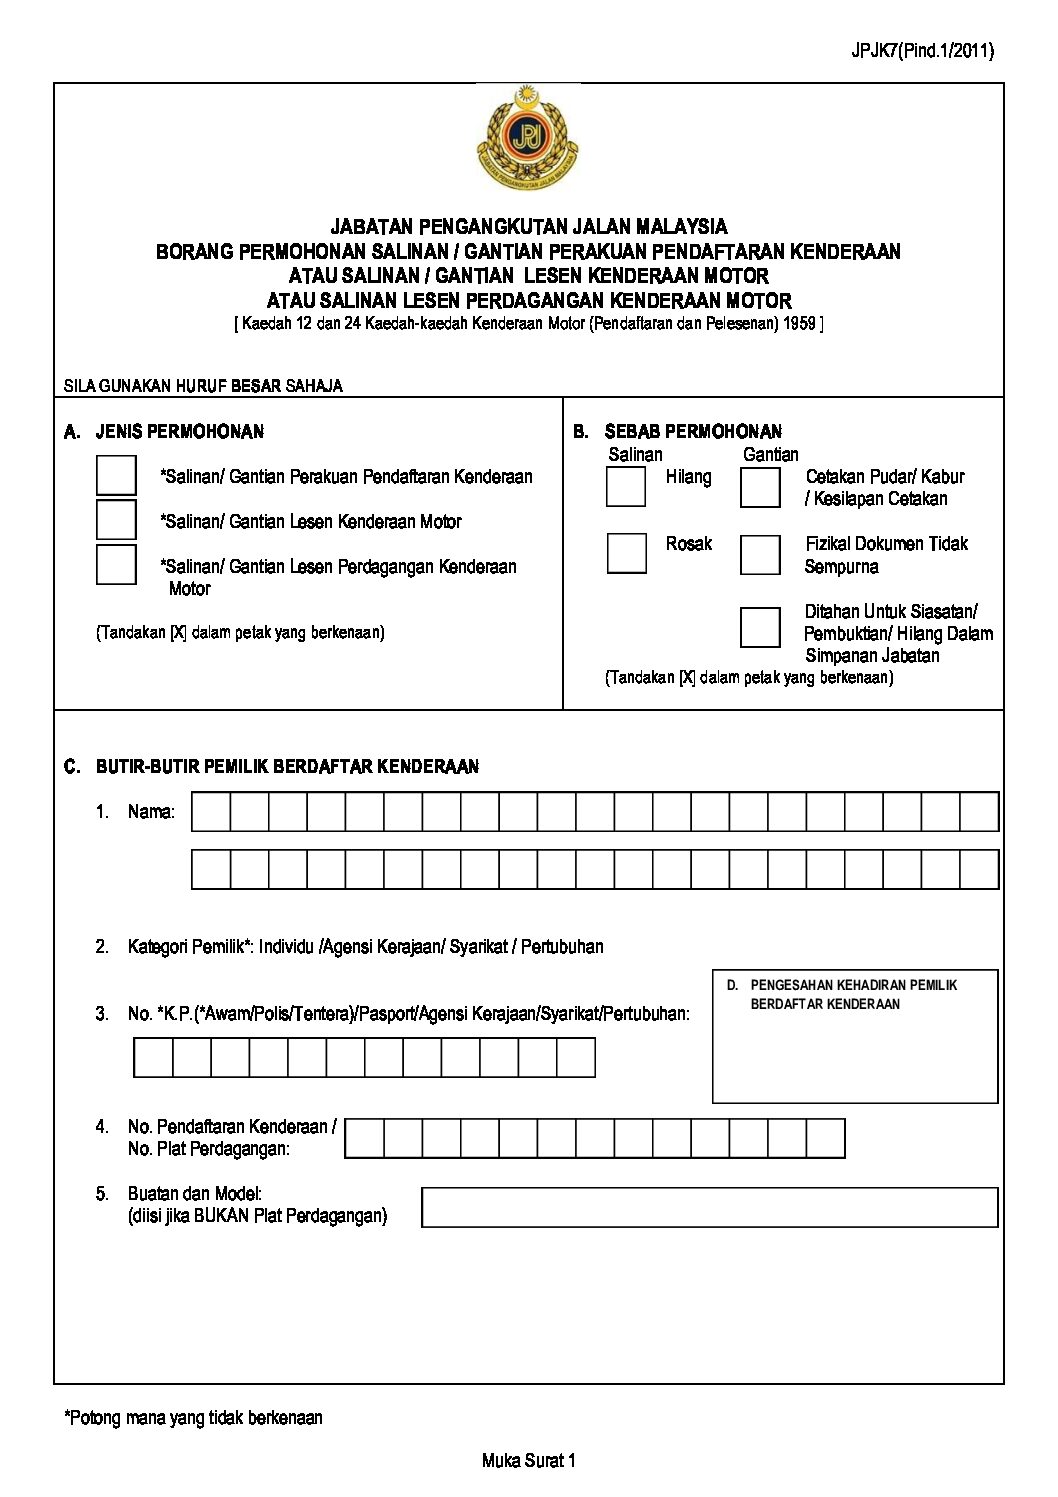 JPJK7(Pind.1/2011)
JPJ
JABATAN PENGANGKUTAN JALAN MALAYSIA
JABATAN PENGANGKUTAN JALAN MALAYSIA
BORANG PERMOHONAN SALINAN / GANTIAN PERAKUAN PENDAFTARAN KENDERAAN
ATAU SALINAN / GANTIAN LESEN KENDERAAN MOTOR
ATAU SALINAN LESEN PERDAGANGAN KENDERAAN MOTOR
[ Kaedah 12 dan 24 Kaedah-kaedah Kenderaan Motor (Pendaftaran dan Pelesenan) 1959 ]
SILA GUNAKAN HURUF BESAR SAHAJA
A. JENIS PERMOHONAN
*Salinan/ Gantian Perakuan Pendaftaran Kenderaan
*Salinan/ Gantian Lesen Kenderaan Motor
*Salinan/ Gantian Lesen Perdagangan Kenderaan
Motor
(Tandakan [X] dalam petak yang berkenaan)
B. SEBAB PERMOHONAN
Salinan Gantian
Hilang Cetakan Pudar/ Kabur
/ Kesilapan Cetakan
Rosak Fizikal Dokumen Tidak
Sempurna
Ditahan Untuk Siasatan/
Pembuktian/ Hilang Dalam
Simpanan Jabatan
(Tandakan [X] dalam petak yang berkenaan)
C. BUTIR-BUTIR PEMILIK BERDAFTAR KENDERAAN
1. Nama:
2. Kategori Pemilik*: Individu /Agensi Kerajaan/ Syarikat / Pertubuhan
D. PENGESAHAN KEHADIRAN PEMILIK
BERDAFTAR KENDERAAN
3. No. *K.P.(*Awam/Polis/Tentera)/Pasport/Agensi Kerajaan/Syarikat/Pertubuhan:
4. No. Pendaftaran Kenderaan /
No. Plat Perdagangan:
5. Buatan dan Model:
(diisi jika BUKAN Plat Perdagangan)
*Potong mana yang tidak berkenaan
Muka Surat 1